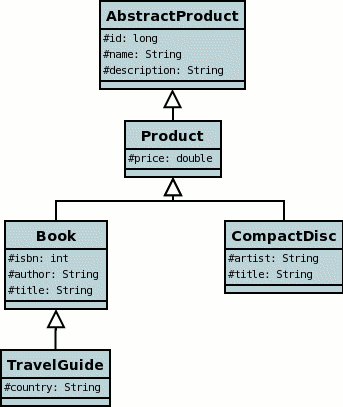 AbstractProduct
#id: long
#name: String
#description: String
Product
#price: double
Book
#isbn: int
#author: String
#title: String
CompactDisc
#artist: String
#title: String
TravelGuide
#country: String